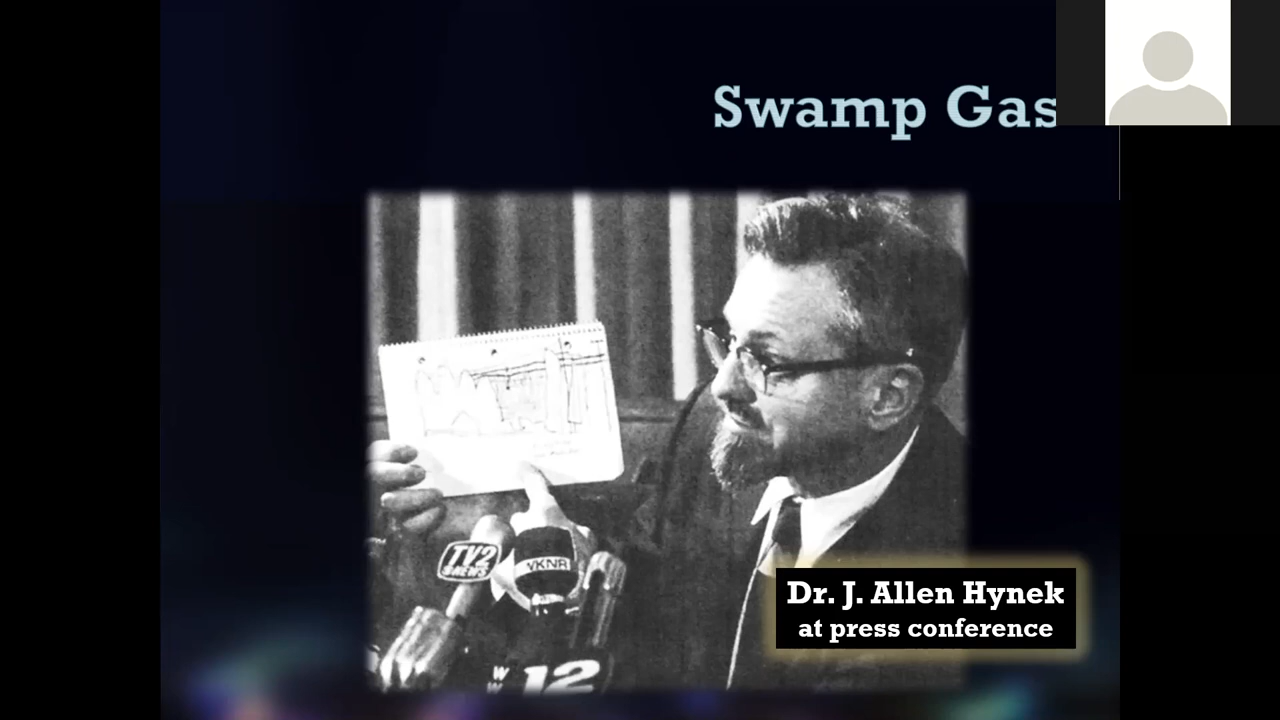 Swamp Gas
TV2
NEWS
WKNR
12
Dr. J. Allen Hynek
at press conference